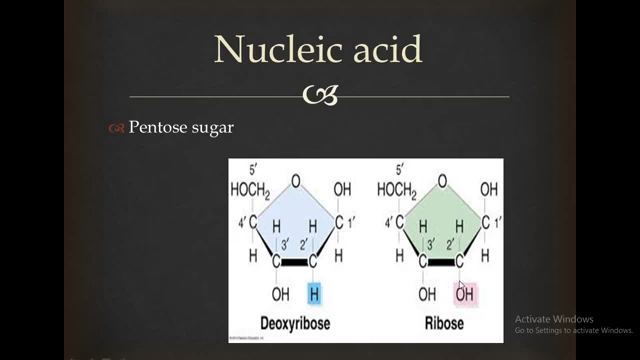 Nucleic acid
Pentose sugar
5′ 5′
HOCH2 O OH HOCH2 O OH
4′ C H H C 1′ 4′ C H H C 1′
3′ 2′ 3′ 2′
H C C H H C C H
OH H OH OH
Deoxyribose Ribose
Activate Windows
Go to Settings to activate Windows.